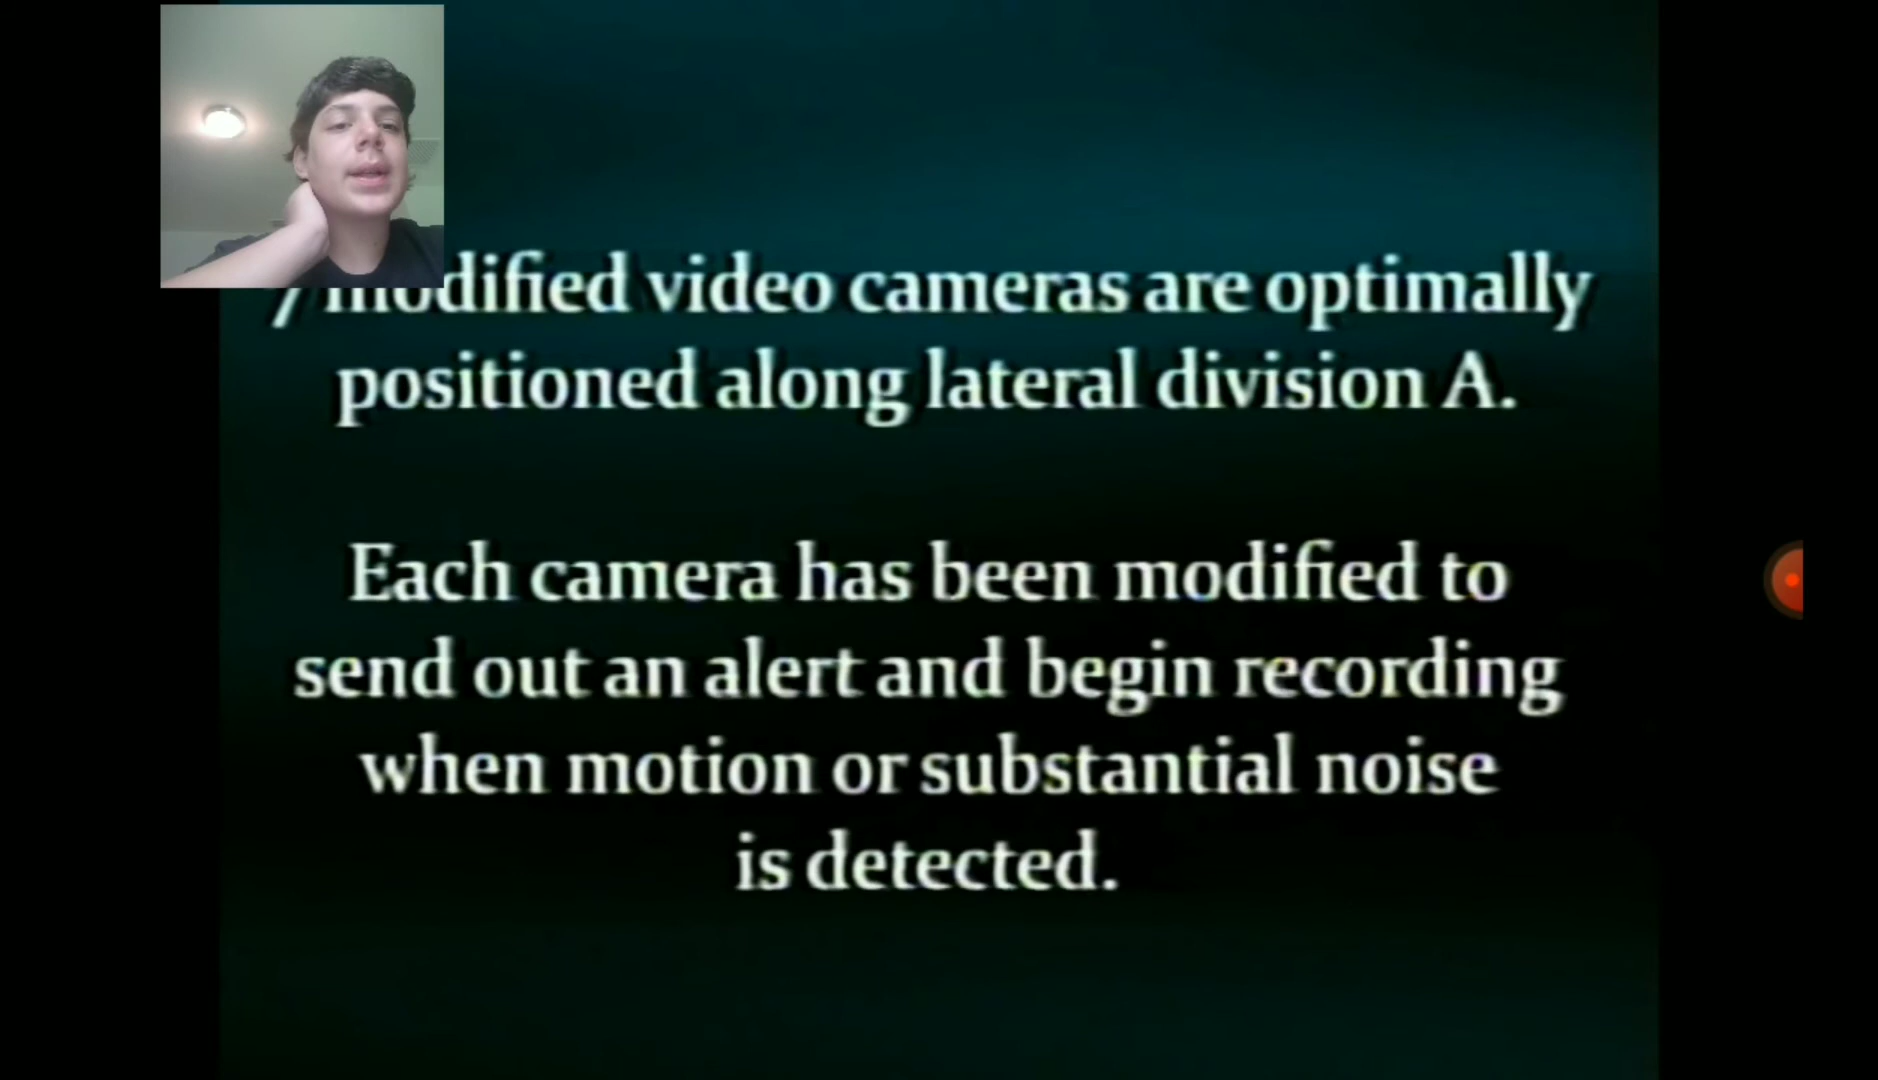 7 modified video cameras are optimally
positioned along lateral division A.
Each camera has been modified to
send out an alert and begin recording
when motion or substantial noise
is detected.